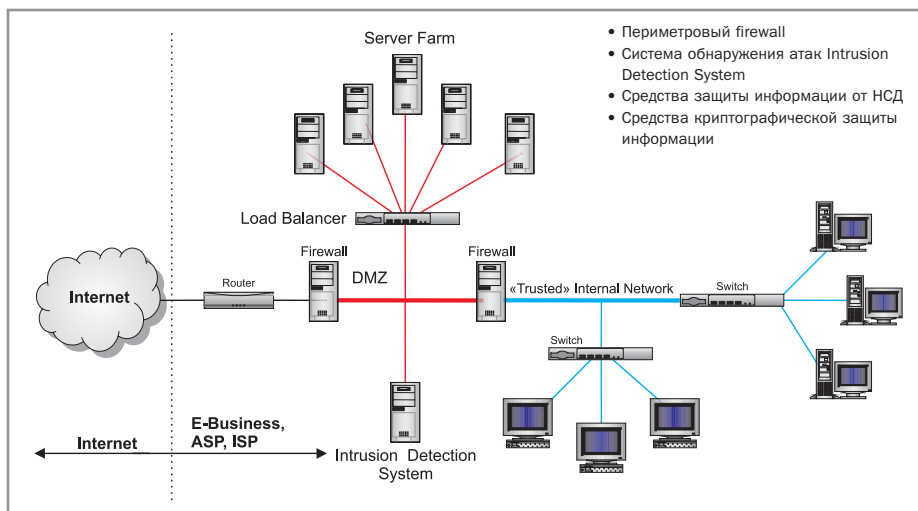 Server Farm
• Периметровый firewall
• Система обнаружения атак Intrusion
Detection System
• Средства защиты информации от НСД
• Средства криптографической защиты
информации
Load Balancer
Firewall
DMZ
Firewall
Internet
Router
«Trusted» Internal Network
Switch
Switch
Internet
E-Business,
ASP, ISP
Intrusion Detection
System